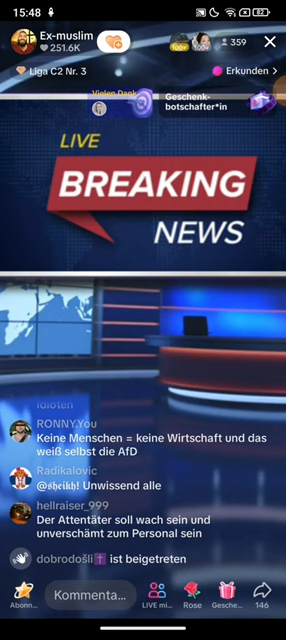 15:48
82
Ex-muslim
251.6K
100+
100+
359
Liga C2 Nr. 3
Erkunden >
Vielen Dank
Geschenk-
botschafter*in
LIVE
BREAKING
NEWS
idioten
RONNY.You
Keine Menschen = keine Wirtschaft und das
weiß selbst die AfD
Radikalovic
@𝖘𝖍𝖊𝖎𝖐𝖍! Unwissend alle
hellraiser_999
Der Attentäter soll wach sein und
unverschämt zum Personal sein
dobrodošli✝️ ist beigetreten
Abonn...
Kommenta...
LIVE mi...
Rose
Gesche...
146